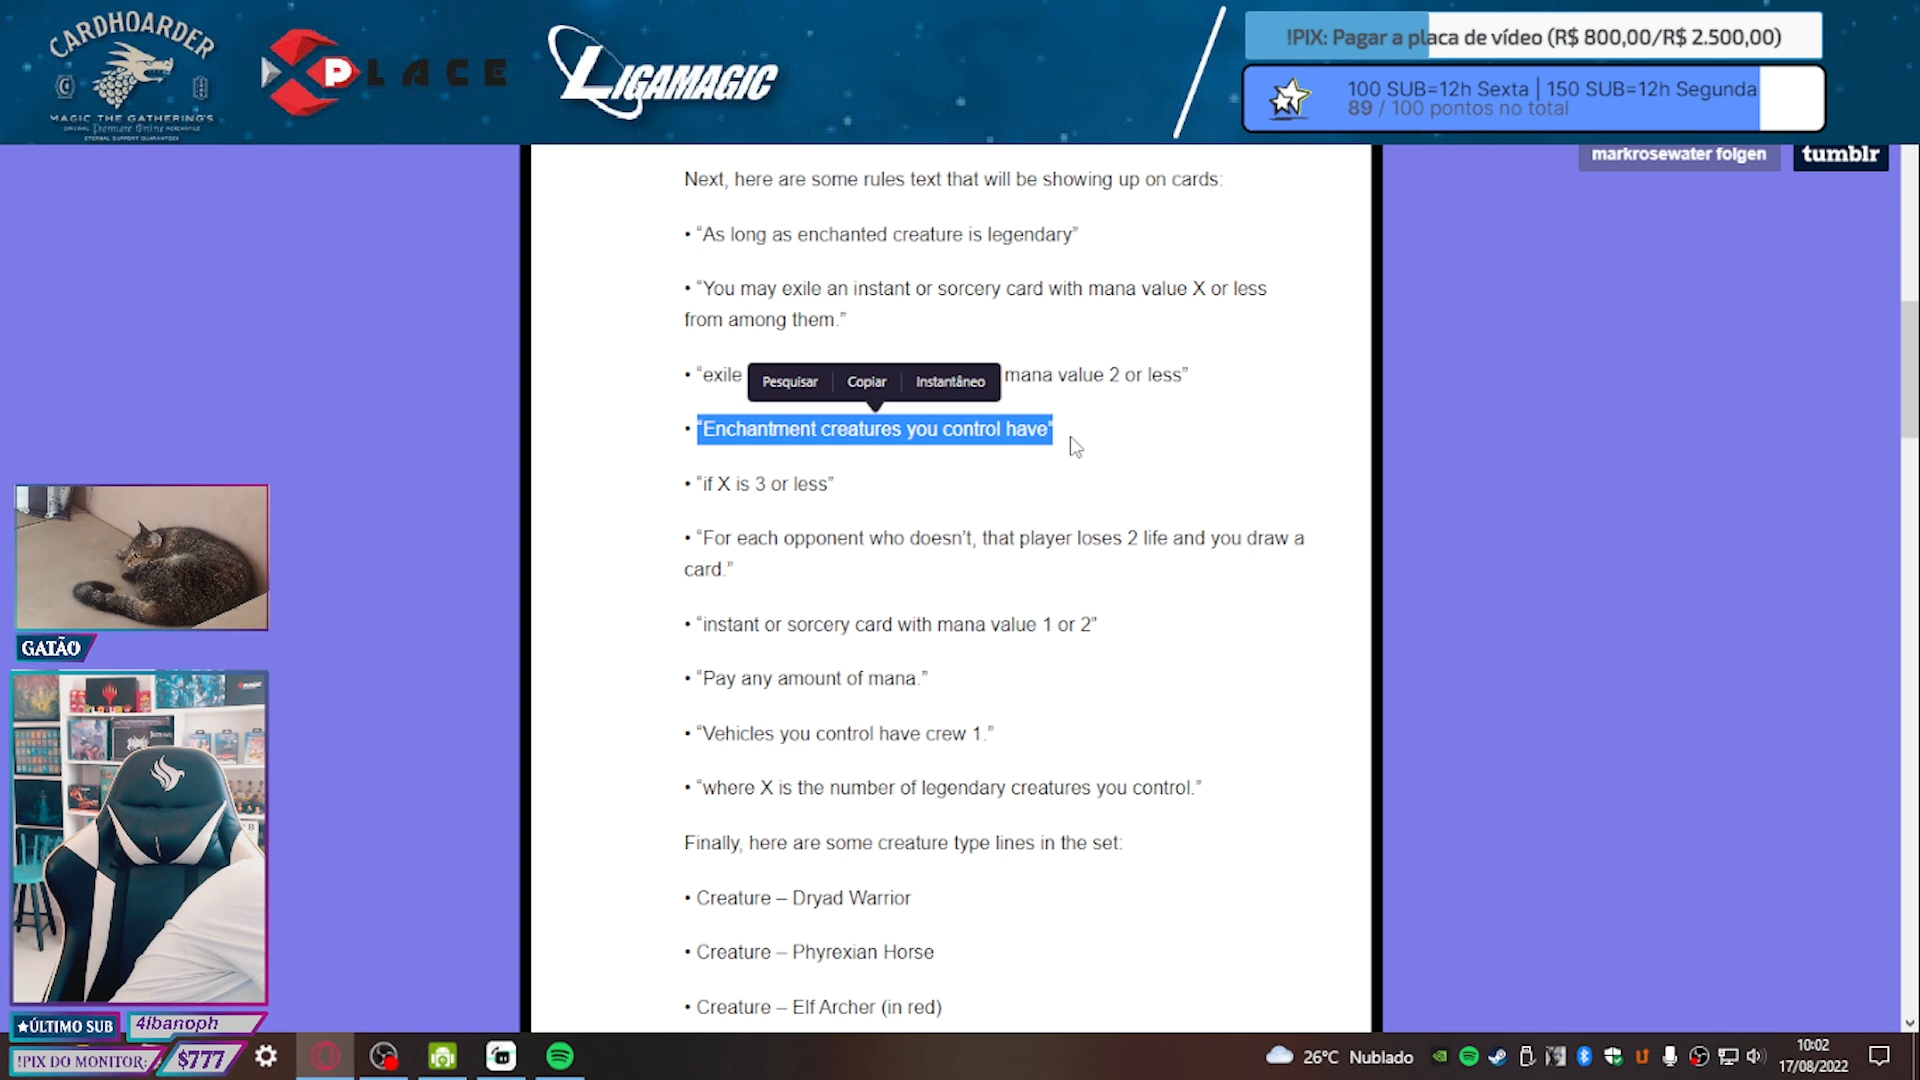 CARDHOARDER
MAGIC THE GATHERING'S
ORIGINAL Premiere Online MERCANTILE
ETERNAL SUPPORT GUARANTEED
XPLACE
LIGAMAGIC
!PIX: Pagar a placa de vídeo (R$ 800,00/R$ 2.500,00)
100 SUB=12h Sexta | 150 SUB=12h Segunda
89 / 100 pontos no total
markrosewater folgen
tumblr
Next, here are some rules text that will be showing up on cards:
• “As long as enchanted creature is legendary”
• “You may exile an instant or sorcery card with mana value X or less
from among them.”
• “exile
Pesquisar
Copiar
Instantâneo
mana value 2 or less”
• “Enchantment creatures you control have”
• “if X is 3 or less”
• “For each opponent who doesn’t, that player loses 2 life and you draw a
card.”
• “instant or sorcery card with mana value 1 or 2”
• “Pay any amount of mana.”
• “Vehicles you control have crew 1.”
• “where X is the number of legendary creatures you control.”
Finally, here are some creature type lines in the set:
• Creature – Dryad Warrior
• Creature – Phyrexian Horse
• Creature – Elf Archer (in red)
GATÃO
★ÚLTIMO SUB
4lbanoph
!PIX DO MONITOR:
$777
26°C Nublado
10:02
17/08/2022